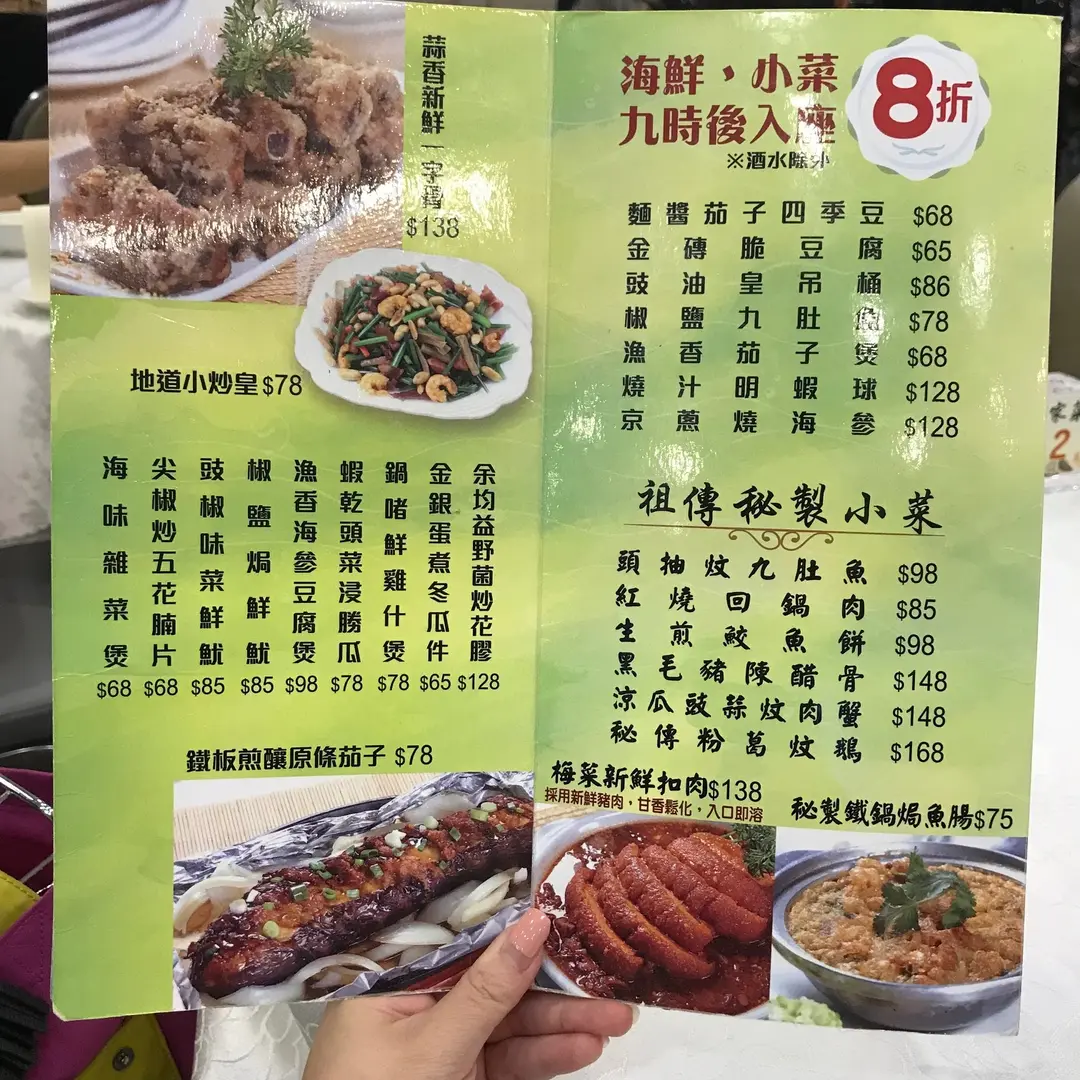 蒜香新鮮一字骨
$138
地道小炒皇 $78
海味雜菜煲
$68
尖椒炒五花腩片
$68
豉椒味菜鮮魷
$85
椒鹽焗鮮魷
$85
漁香海參豆腐煲
$98
蝦乾頭菜浸勝瓜
$78
鍋啫鮮雞什煲
$78
金銀蛋煮冬瓜件
$65
余均益野菌炒花膠
$128
鐵板煎釀原條茄子 $78
海鮮，小菜
九時後入座
8折
※酒水除外
麵醬茄子四季豆 $68
金磚脆豆腐 $65
豉油皇吊桶 $86
椒鹽九肚魚 $78
漁香茄子煲 $68
燒汁明蝦球 $128
京蔥燒海參 $128
祖傳秘製小菜
頭抽炆九肚魚 $98
紅燒回鍋肉 $85
生煎鮫魚餅 $98
黑毛豬陳醋骨 $148
涼瓜豉蒜炆肉蟹 $148
秘傳粉葛炆鵝 $168
梅菜新鮮扣肉$138
採用新鮮豬肉，甘香鬆化，入口即溶
秘製鐵鍋焗魚腸$75
2